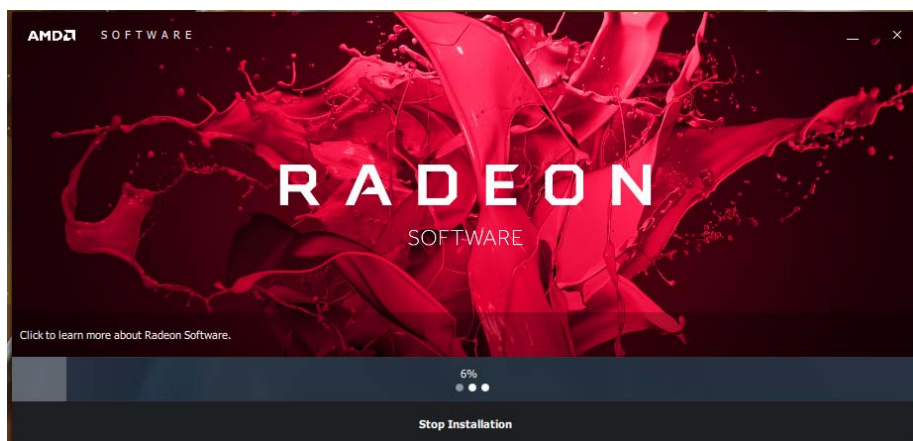 AMD SOFTWARE
RADEON
SOFTWARE
Click to learn more about Radeon Software.
6%
Stop Installation